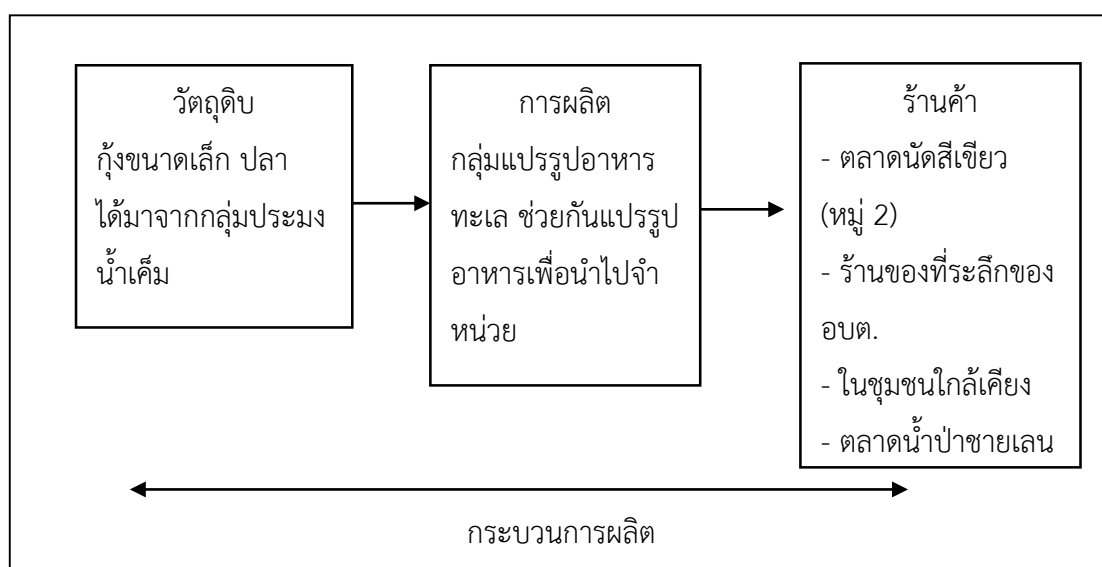 วัตถุดิบ
กุ้งขนาดเล็ก ปลา
ได้มาจากกลุ่มประมง
น้ำเค็ม
การผลิต
กลุ่มแปรรูปอาหาร
ทะเล ช่วยกันแปรรูป
อาหารเพื่อนำไปจำ
หน่วย
ร้านค้า
- ตลาดนัดสีเขียว
(หมู่ 2)
- ร้านของที่ระลึกของ
อบต.
- ในชุมชนใกล้เคียง
- ตลาดน้ำป่าชายเลน
กระบวนการผลิต